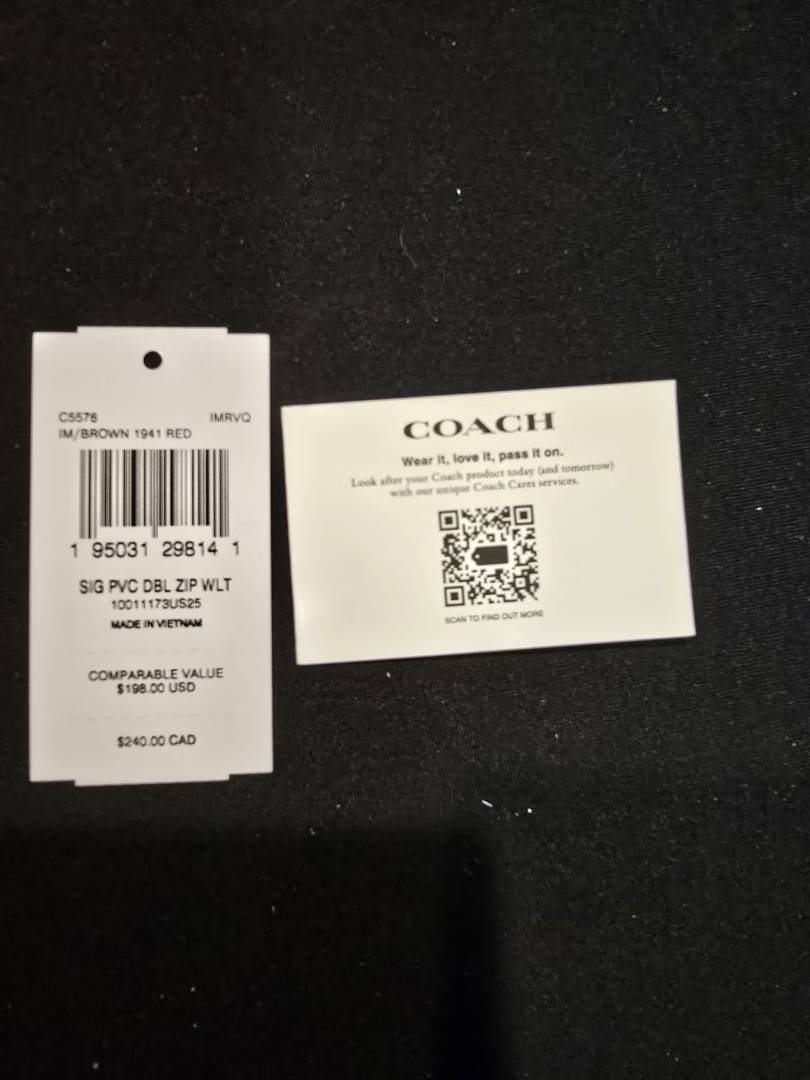 C5576 IMRVQ
IM/BROWN 1941 RED
1 95031 29814 1
SIG PVC DBL ZIP WLT
10011173US25
MADE IN VIETNAM
COMPARABLE VALUE
$198.00 USD
$240.00 CAD
COACH
Wear it, love it, pass it on.
Look after your Coach product today (and tomorrow)
with our unique Coach Cares services.
SCAN TO FIND OUT MORE